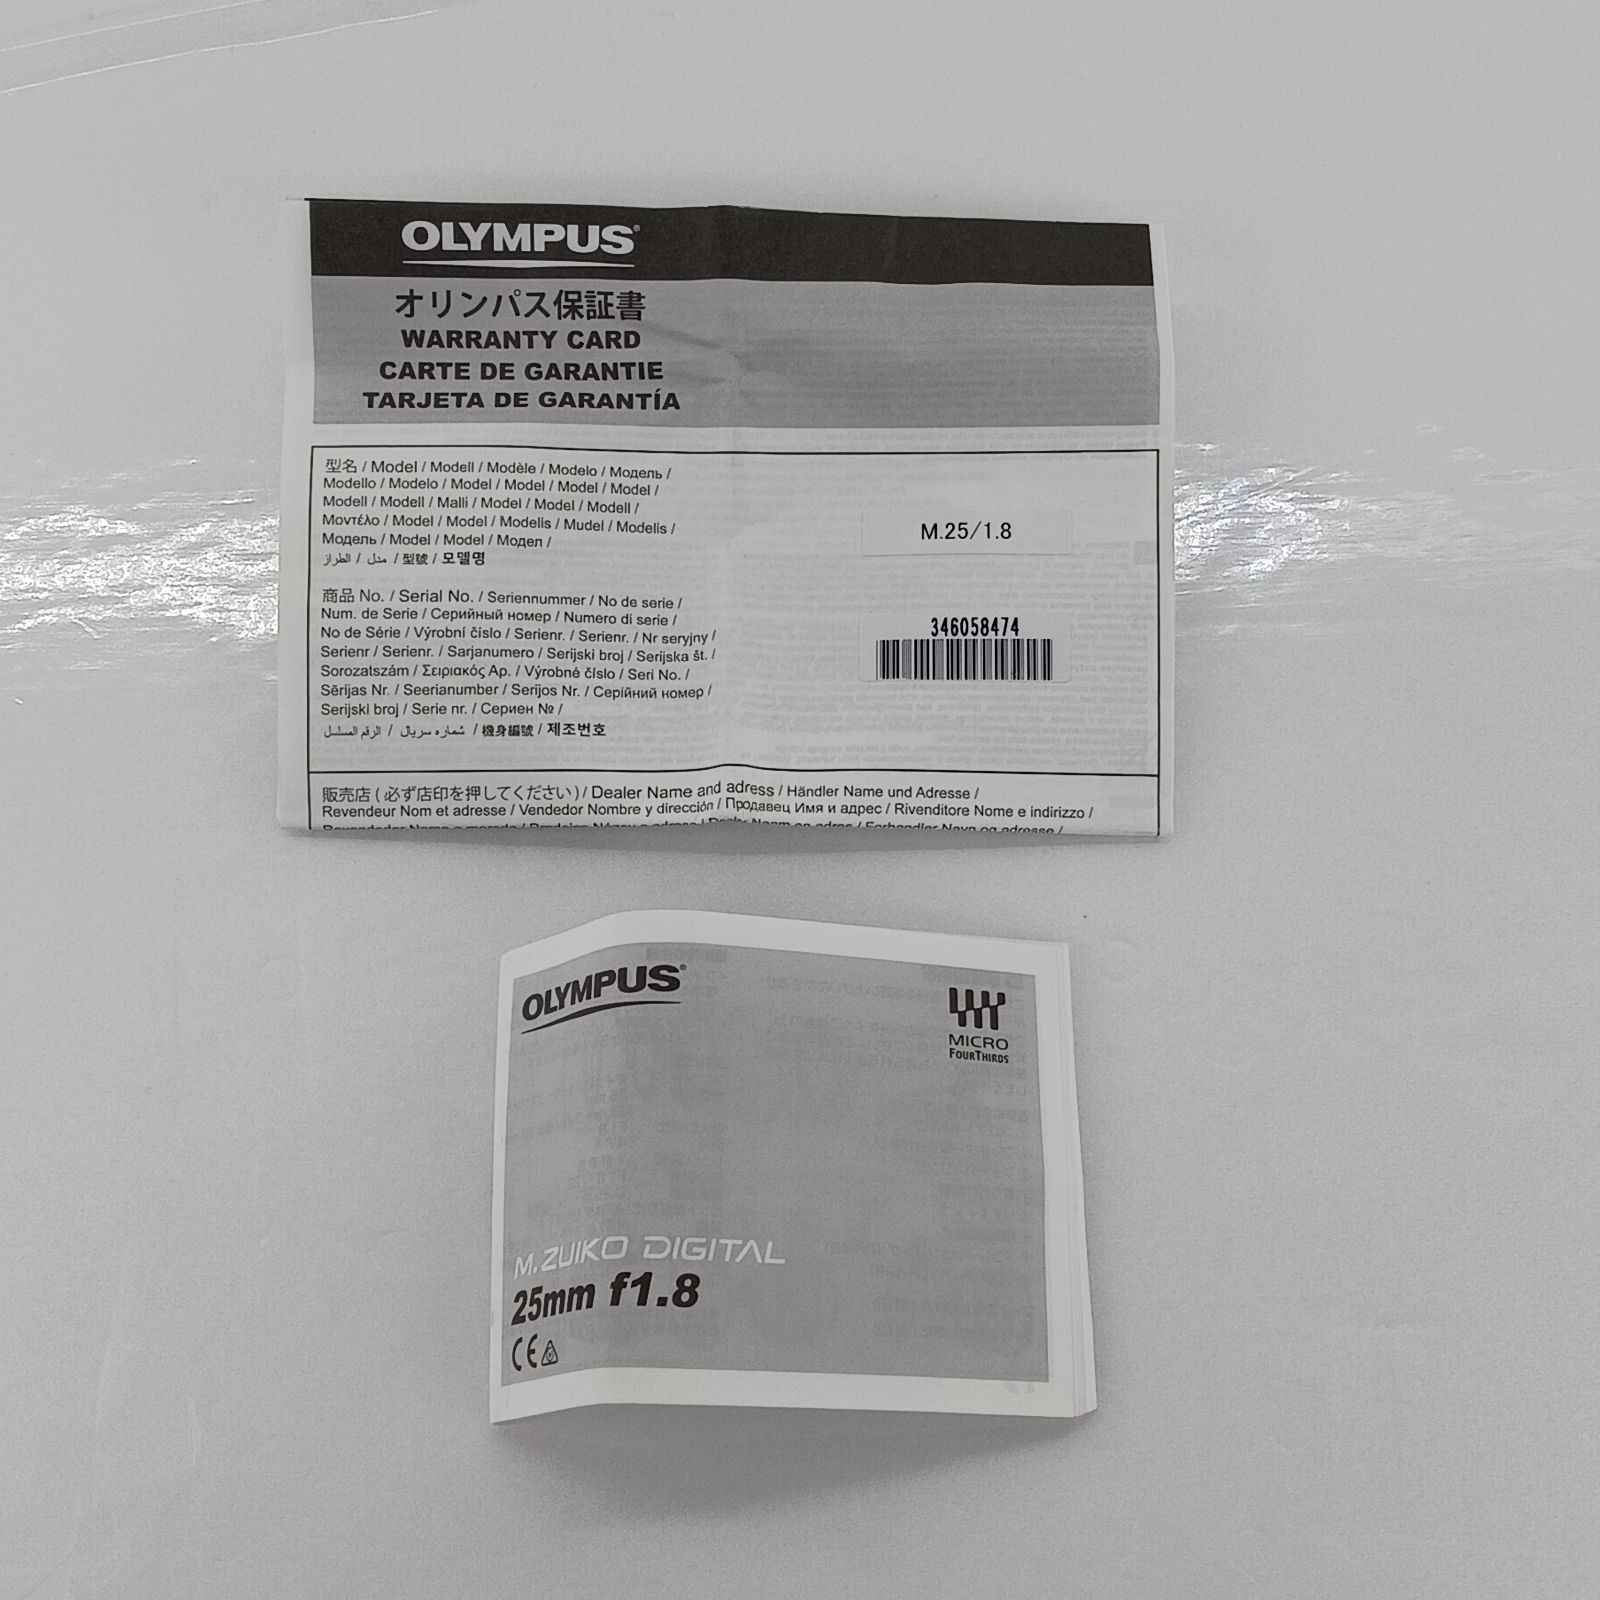 OLYMPUS®
オリンパス保証書
WARRANTY CARD
CARTE DE GARANTIE
TARJETA DE GARANTÍA
型名 / Model / Modell / Modèle / Modelo / Модель /
Modello / Modelo / Model / Model / Model / Model /
Modell / Modell / Malli / Model / Model / Modell /
Μοντέλο / Model / Model / Modelis / Mudel / Modelis /
Модель / Model / Model / Модел /
الطراز / مدل / 型號 / 모델명
M.25/1.8
商品 No. / Serial No. / Seriennummer / No de serie /
Num. de Serie / Серийный номер / Numero di serie /
No de Série / Výrobní číslo / Serienr. / Serienr. / Nr seryjny /
Serienr / Serienr. / Sarjanumero / Serijski broj / Serijska št. /
Sorozatszám / Σειριακός Αρ. / Výrobné číslo / Seri No. /
Sērijas Nr. / Seerianumber / Serijos Nr. / Серійний номер /
Serijski broj / Serie nr. / Сериен № /
الرقم المسلسل / شماره سریال / 機身編號 / 제조번호
346058474
販売店 ( 必ず店印を押してください ) / Dealer Name and adress / Händler Name und Adresse /
Revendeur Nom et adresse / Vendedor Nombre y dirección / Продавец Имя и адрес / Rivenditore Nome e indirizzo /
OLYMPUS®
MICRO
FOURTHIRDS
M.ZUIKO DIGITAL
25mm f1.8
CE